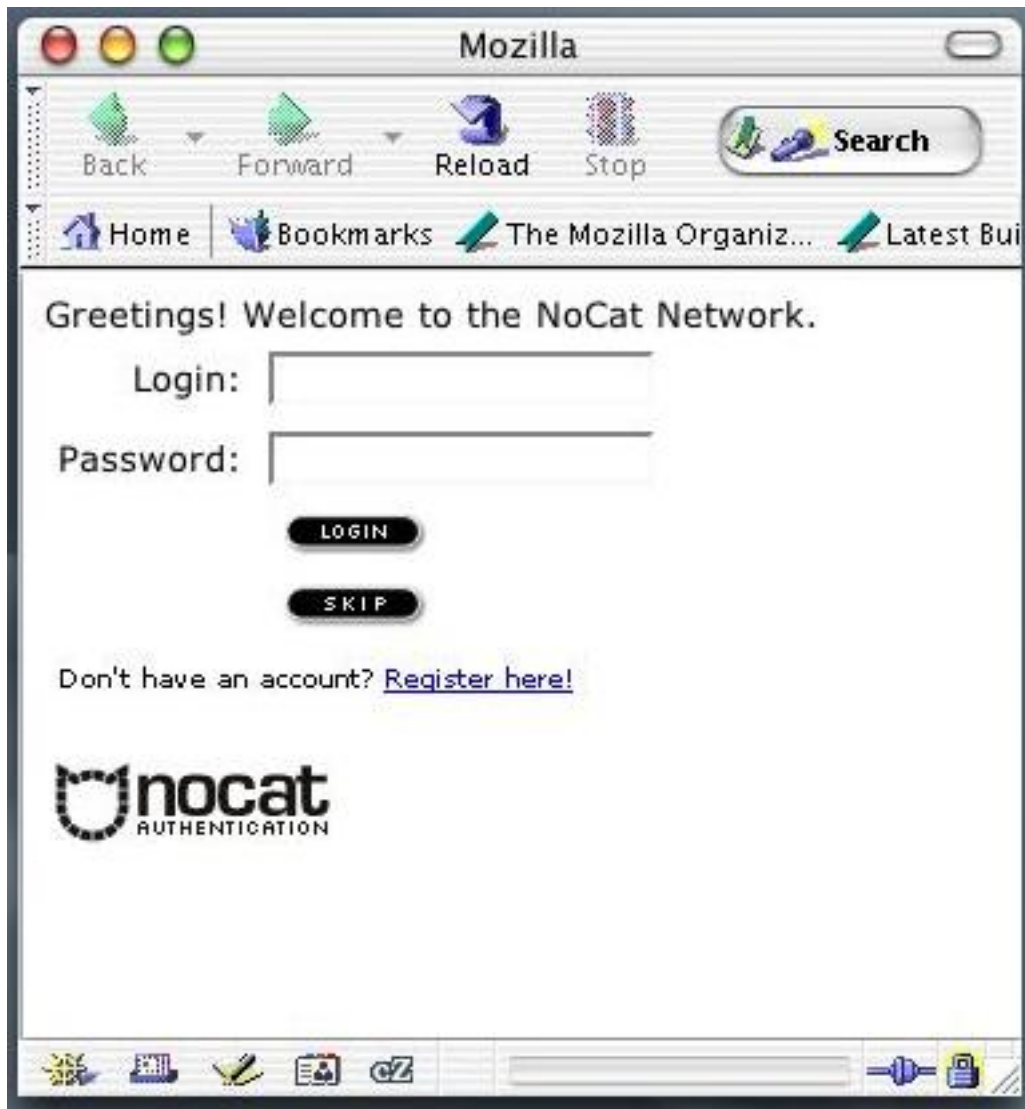 Mozilla
Back
Forward
Reload
Stop
Search
Home
Bookmarks
The Mozilla Organiz...
Latest Bui
Greetings! Welcome to the NoCat Network.
Login:
Password:
LOGIN
SKIP
Don't have an account? Register here!
nocat
AUTHENTICATION
cZ